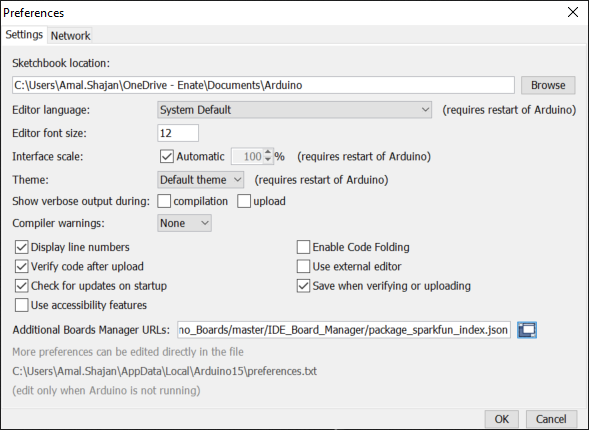 Preferences
Settings Network
Sketchbook location:
C:\Users\Amal.Shajan\OneDrive - Enate\Documents\Arduino Browse
Editor language: System Default (requires restart of Arduino)
Editor font size: 12
Interface scale: Automatic 100 % (requires restart of Arduino)
Theme: Default theme (requires restart of Arduino)
Show verbose output during: compilation upload
Compiler warnings: None
Display line numbers Enable Code Folding
Verify code after upload Use external editor
Check for updates on startup Save when verifying or uploading
Use accessibility features
Additional Boards Manager URLs: no_Boards/master/IDE_Board_Manager/package_sparkfun_index.json
More preferences can be edited directly in the file
C:\Users\Amal.Shajan\AppData\Local\Arduino15\preferences.txt
(edit only when Arduino is not running)
OK Cancel